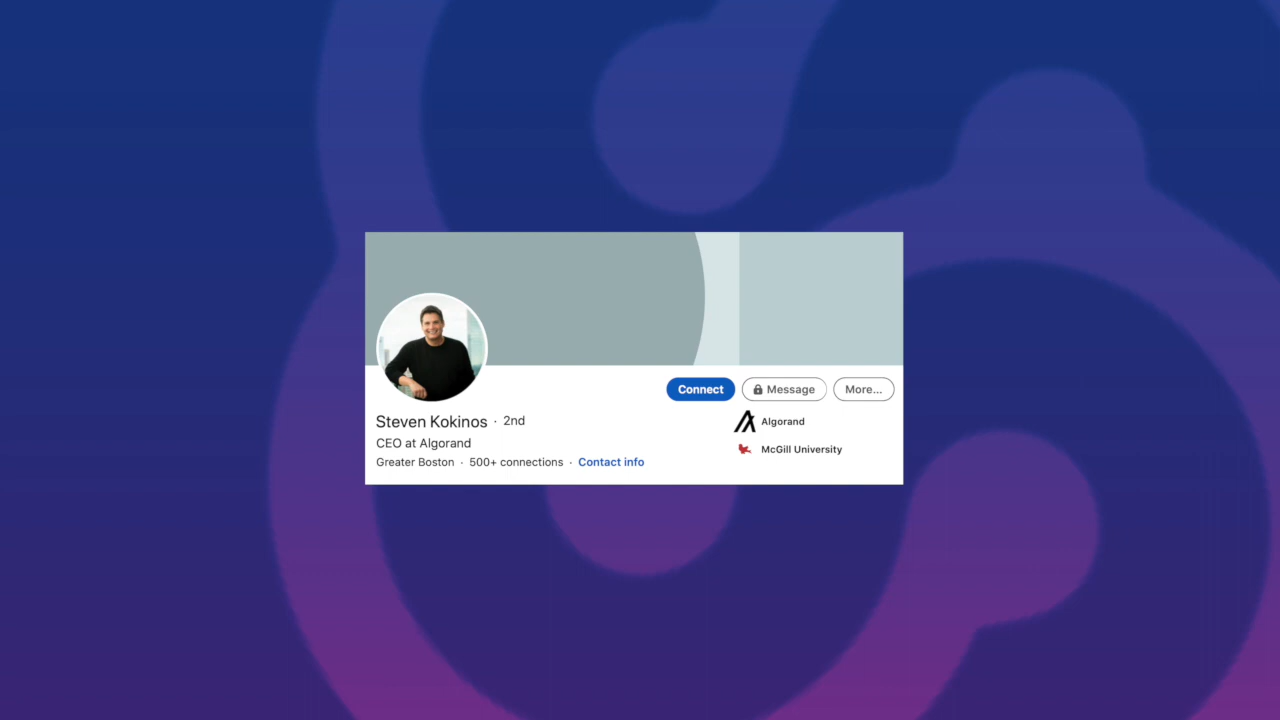 Connect
Message
More...
Steven Kokinos · 2nd
Algorand
CEO at Algorand
McGill University
Greater Boston · 500+ connections · Contact info